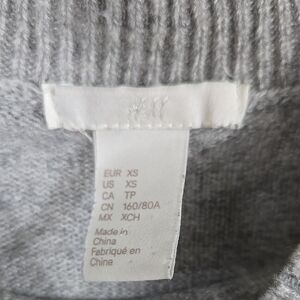 EUR XS
US XS
CA TP
CN 160/80A
MX XCH
Made in
China
Fabriqué en
Chine